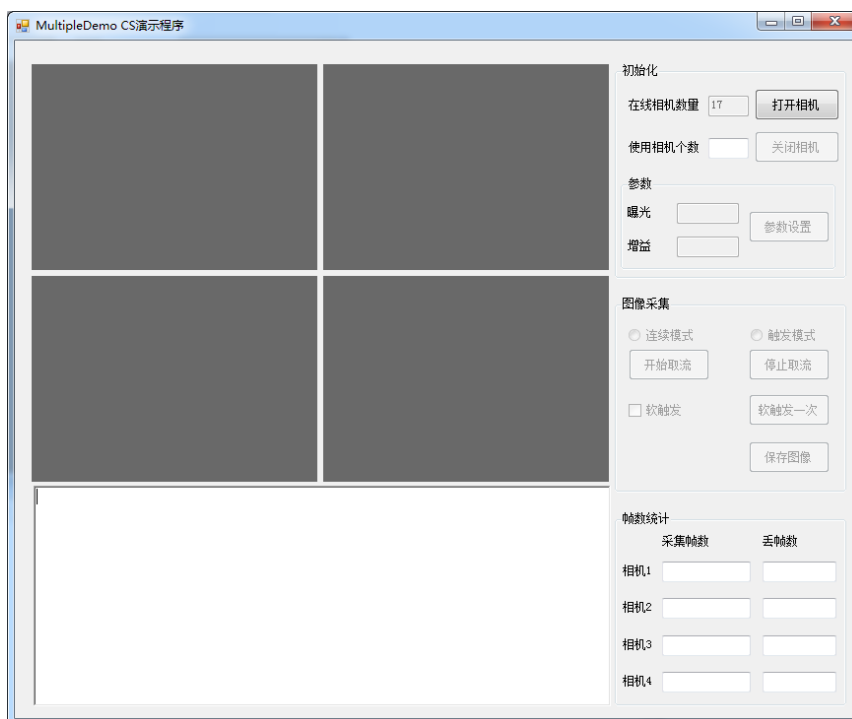 MultipleDemo CS演示程序
初始化
在线相机数量 17 打开相机
使用相机个数 关闭相机
参数
曝光
参数设置
增益
图像采集
连续模式 触发模式
开始取流 停止取流
软触发 软触发一次
保存图像
帧数统计
采集帧数 丢帧数
相机1
相机2
相机3
相机4